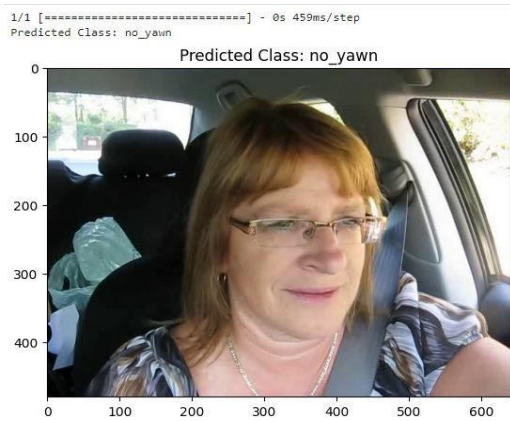 1/1 [==============================] - 0s 459ms/step
Predicted Class: no_yawn
Predicted Class: no_yawn
0
100
200
300
400
0 100 200 300 400 500 600